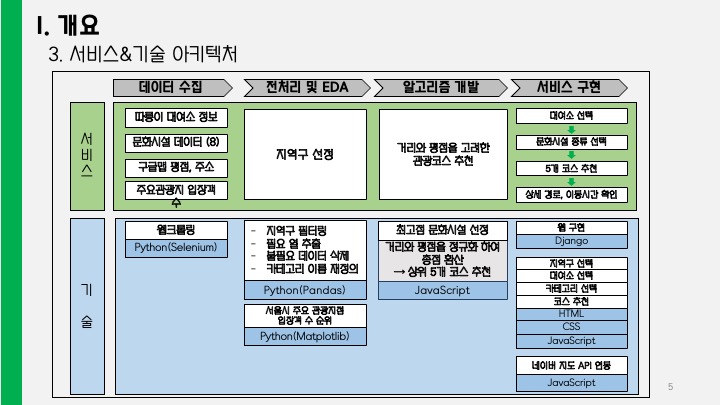 I. 개요
3. 서비스&기술 아키텍처
데이터 수집
전처리 및 EDA
알고리즘 개발
서비스 구현
서비스
따릉이 대여소 정보
문화시설 데이터 (8)
구글맵 평점, 주소
주요관광지 입장객
수
지역구 선정
거리와 평점을 고려한
관광코스 추천
대여소 선택
문화시설 종류 선택
5개 코스 추천
상세 경로, 이동시간 확인
기술
웹크롤링
Python(Selenium)
- 지역구 필터링
- 필요 열 추출
- 불필요 데이터 삭제
- 카테고리 이름 재정의
Python(Pandas)
서울시 주요 관광지점
입장객 수 순위
Python(Matplotlib)
최고점 문화시설 선정
거리와 평점을 정규화 하여
총점 환산
→ 상위 5개 코스 추천
JavaScript
웹 구현
Django
지역구 선택
대여소 선택
카테고리 선택
코스 추천
HTML
CSS
JavaScript
네이버 지도 API 연동
JavaScript
5